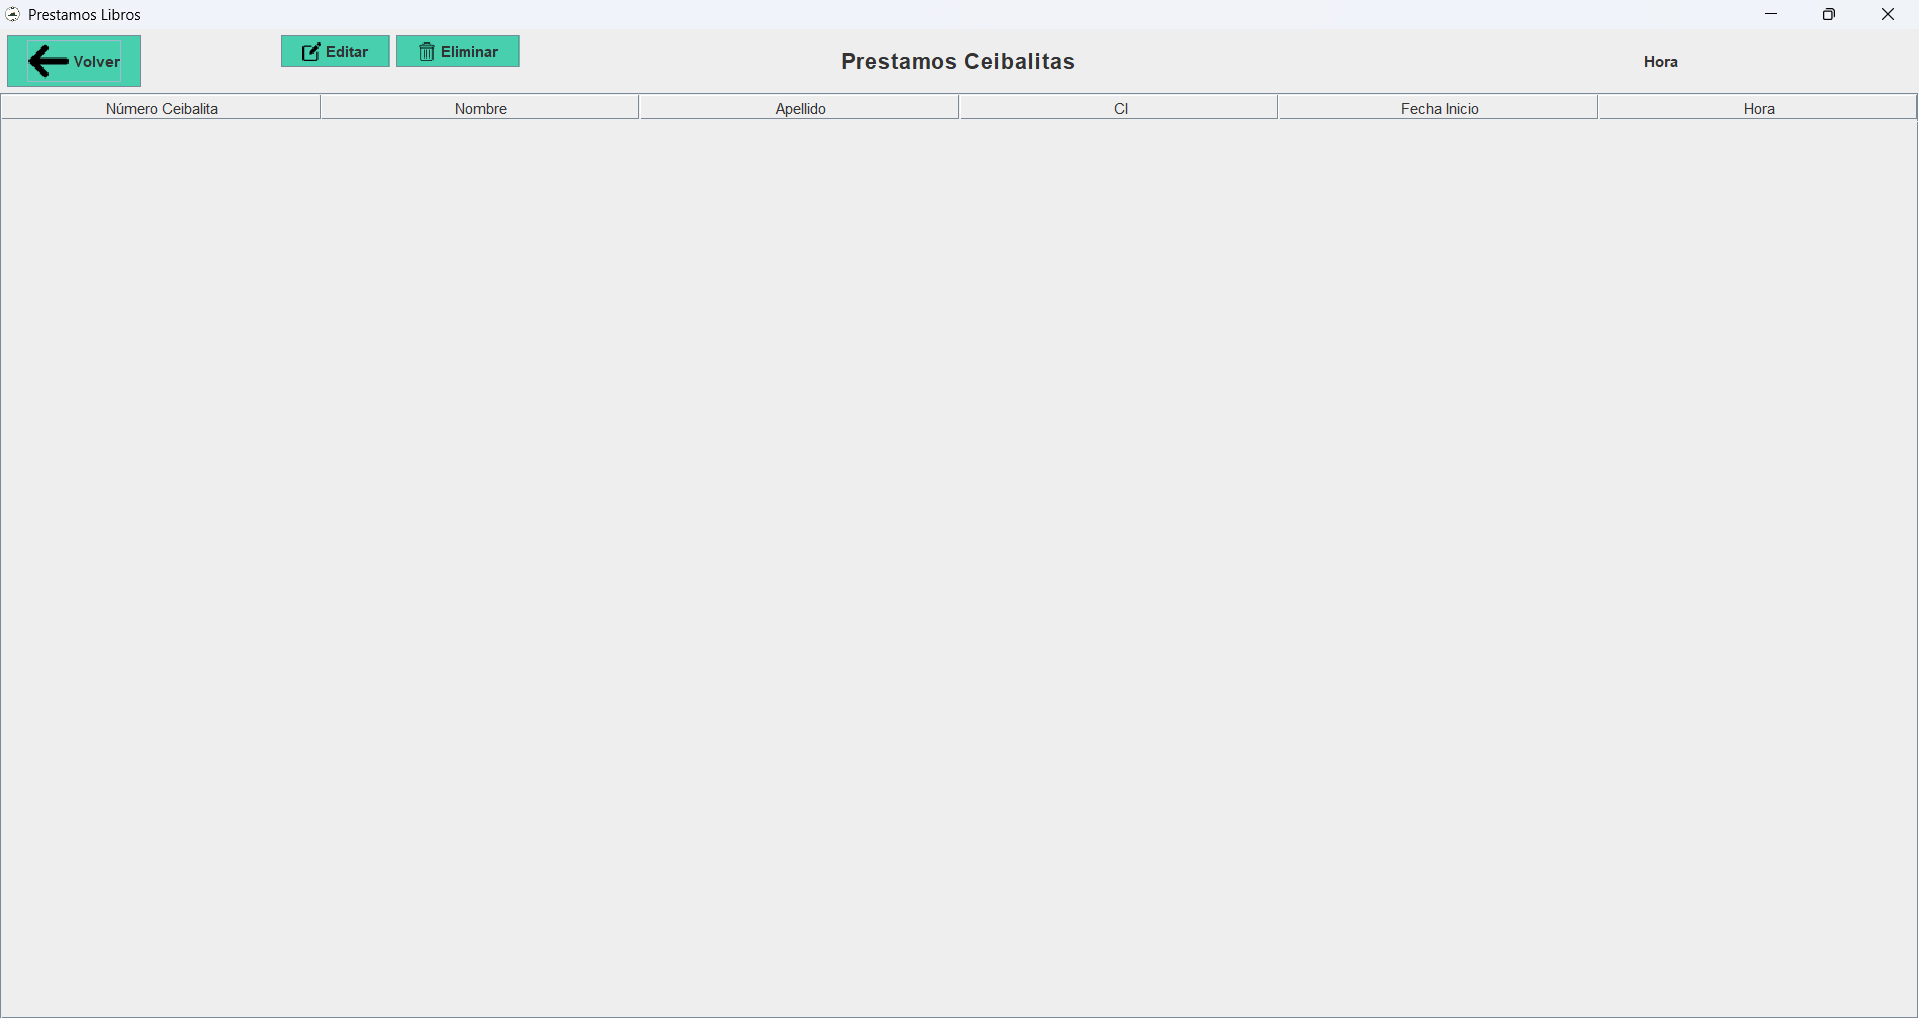 Prestamos Libros
Volver
Editar
Eliminar
Prestamos Ceibalitas
Hora
Número Ceibalita
Nombre
Apellido
CI
Fecha Inicio
Hora